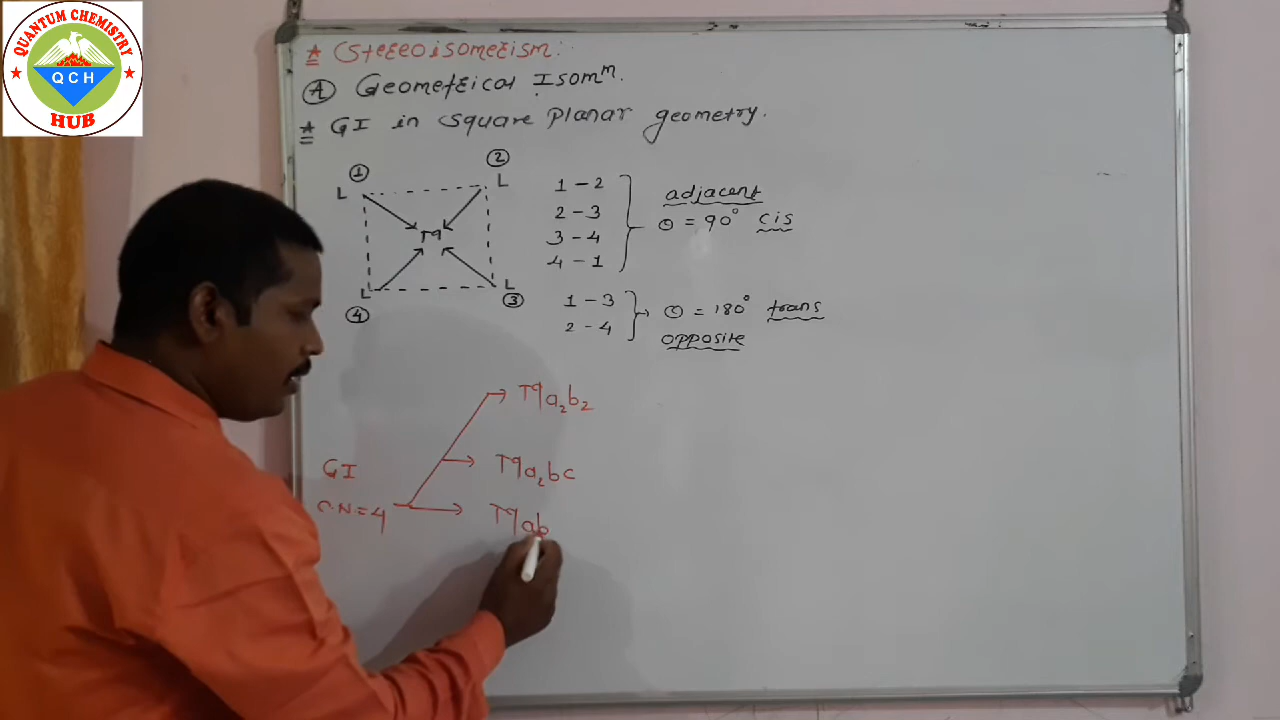 QUANTUM CHEMISTRY
QCH
HUB
* Stereoisomerism:
(A) Geometrical Isomm.
* GI in square planar geometry.
① ②
L L
M
L L
④ ③
1 - 2
2 - 3
3 - 4
4 - 1
adjacent
θ = 90° cis
1 - 3
2 - 4
θ = 180° trans
opposite
GI
C.N = 4
Ma₂b₂
Ma₂bc
Mab